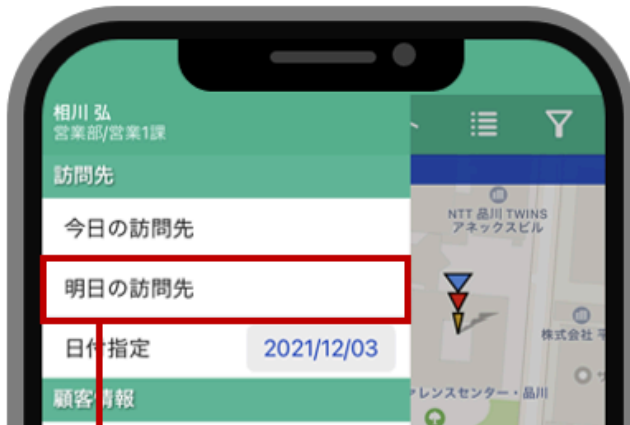 相川 弘
営業部/営業1課
訪問先
今日の訪問先
明日の訪問先
日付指定
2021/12/03
顧客情報
NTT 品川 TWINS
アネックスビル
株式会社
レンスセンター・品川